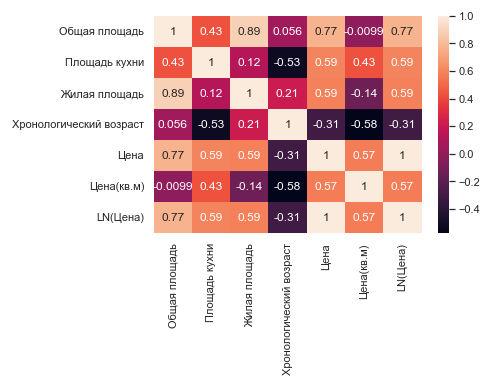 Общая площадь 1 0.43 0.89 0.056 0.77 -0.0099 0.77
Площадь кухни 0.43 1 0.12 -0.53 0.59 0.43 0.59
Жилая площадь 0.89 0.12 1 0.21 0.59 -0.14 0.59
Хронологический возраст 0.056 -0.53 0.21 1 -0.31 -0.58 -0.31
Цена 0.77 0.59 0.59 -0.31 1 0.57 1
Цена(кв.м) -0.0099 0.43 -0.14 -0.58 0.57 1 0.57
LN(Цена) 0.77 0.59 0.59 -0.31 1 0.57 1
Общая площадь
Площадь кухни
Жилая площадь
Хронологический возраст
Цена
Цена(кв.м)
LN(Цена)
1.0
0.8
0.6
0.4
0.2
0.0
-0.2
-0.4